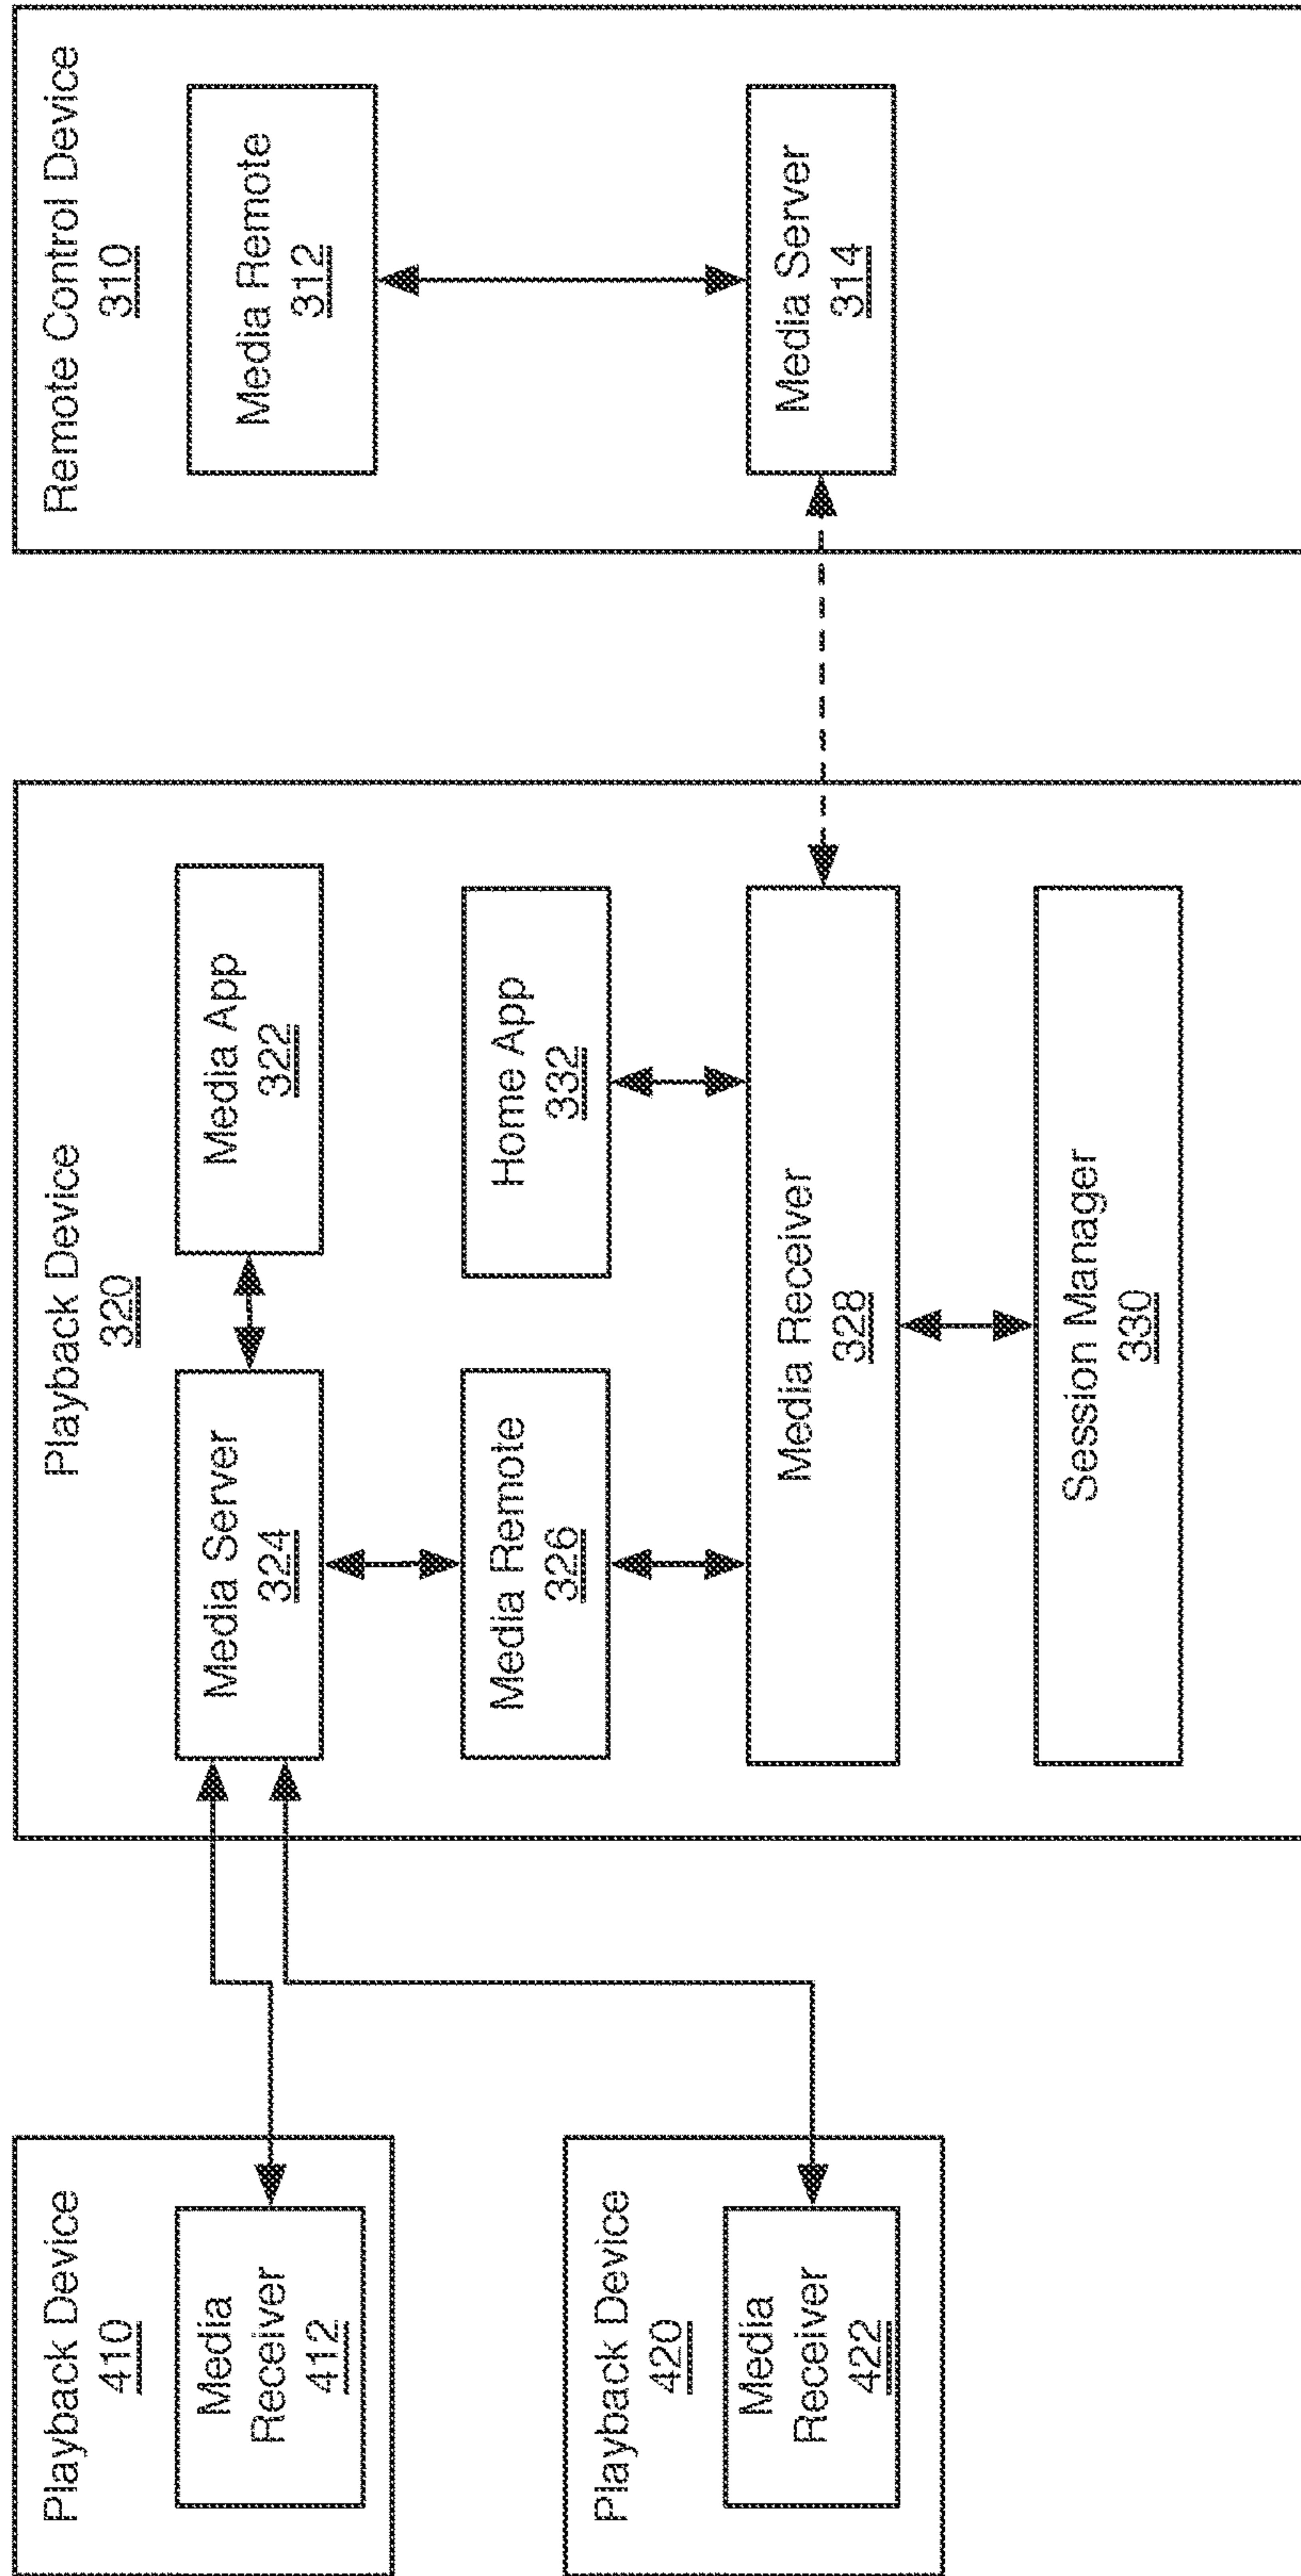 Playback Device
410
Media
Receiver
412
Playback Device
420
Media
Receiver
422
Playback Device
320
Media Server
324
Media App
322
Media Remote
326
Home App
332
Media Receiver
328
Session Manager
330
Remote Control Device
310
Media Remote
312
Media Server
314